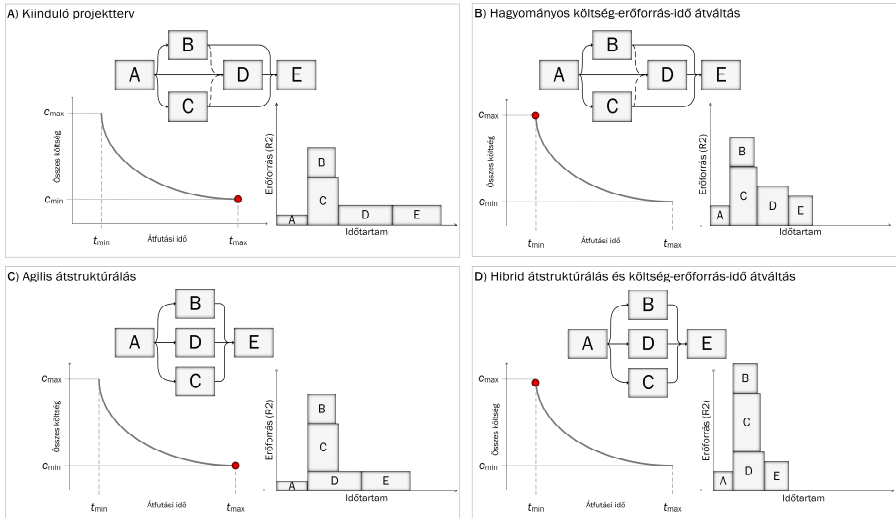 A) Kiinduló projektterv
B
A
D
E
C
cmax
cmin
Összes költség
tmin
Átfutási idő
tmax
Erőforrás (R2)
B
C
A
D
E
Időtartam
B) Hagyományos költség-erőforrás-idő átváltás
B
A
D
E
C
cmax
cmin
Összes költség
tmin
Átfutási idő
tmax
Erőforrás (R2)
B
C
A
D
E
Időtartam
C) Agilis átstruktúrálás
B
A
D
E
C
cmax
cmin
Összes költség
tmin
Átfutási idő
tmax
Erőforrás (R2)
B
C
A
D
E
Időtartam
D) Hibrid átstruktúrálás és költség-erőforrás-idő átváltás
B
A
D
E
C
cmax
cmin
Összes költség
tmin
Átfutási idő
tmax
Erőforrás (R2)
B
C
A
D
E
Időtartam